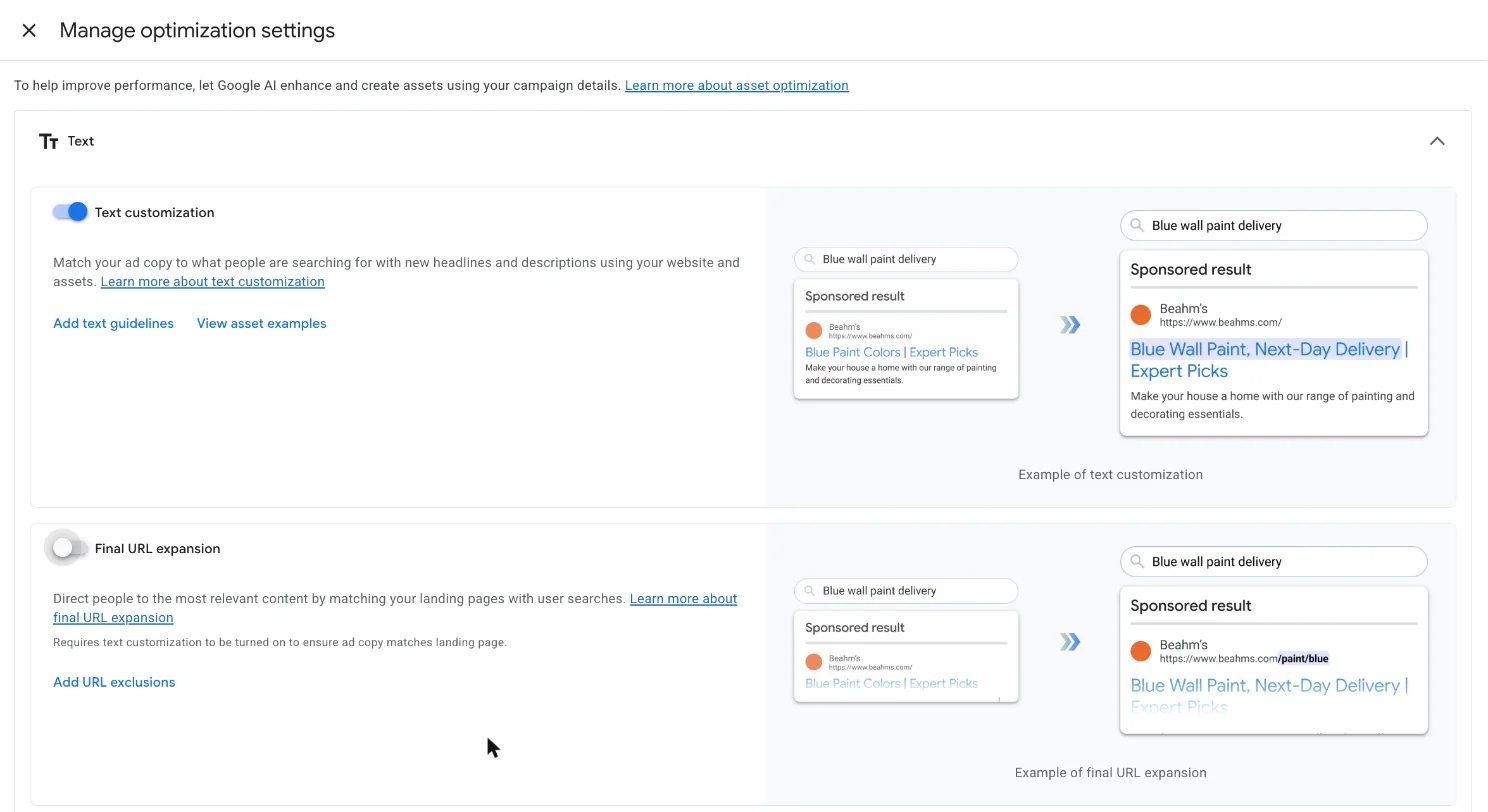 Manage optimization settings
To help improve performance, let Google AI enhance and create assets using your campaign details. Learn more about asset optimization
Tт Text
Text customization
Match your ad copy to what people are searching for with new headlines and descriptions using your website and
assets. Learn more about text customization
Add text guidelines View asset examples
Blue wall paint delivery
Sponsored result
Beahm's
https://www.beahms.com/
Blue Paint Colors | Expert Picks
Make your house a home with our range of painting
and decorating essentials.
Blue wall paint delivery
Sponsored result
Beahm's
https://www.beahms.com/
Blue Wall Paint, Next-Day Delivery |
Expert Picks
Make your house a home with our range of painting and
decorating essentials.
Example of text customization
Final URL expansion
Direct people to the most relevant content by matching your landing pages with user searches. Learn more about
final URL expansion
Requires text customization to be turned on to ensure ad copy matches landing page.
Add URL exclusions
Blue wall paint delivery
Sponsored result
Beahm's
https://www.beahms.com/
Blue Paint Colors | Expert Picks
Blue wall paint delivery
Sponsored result
Beahm's
https://www.beahms.com/paint/blue
Blue Wall Paint, Next-Day Delivery |
Expert Picks
Example of final URL expansion